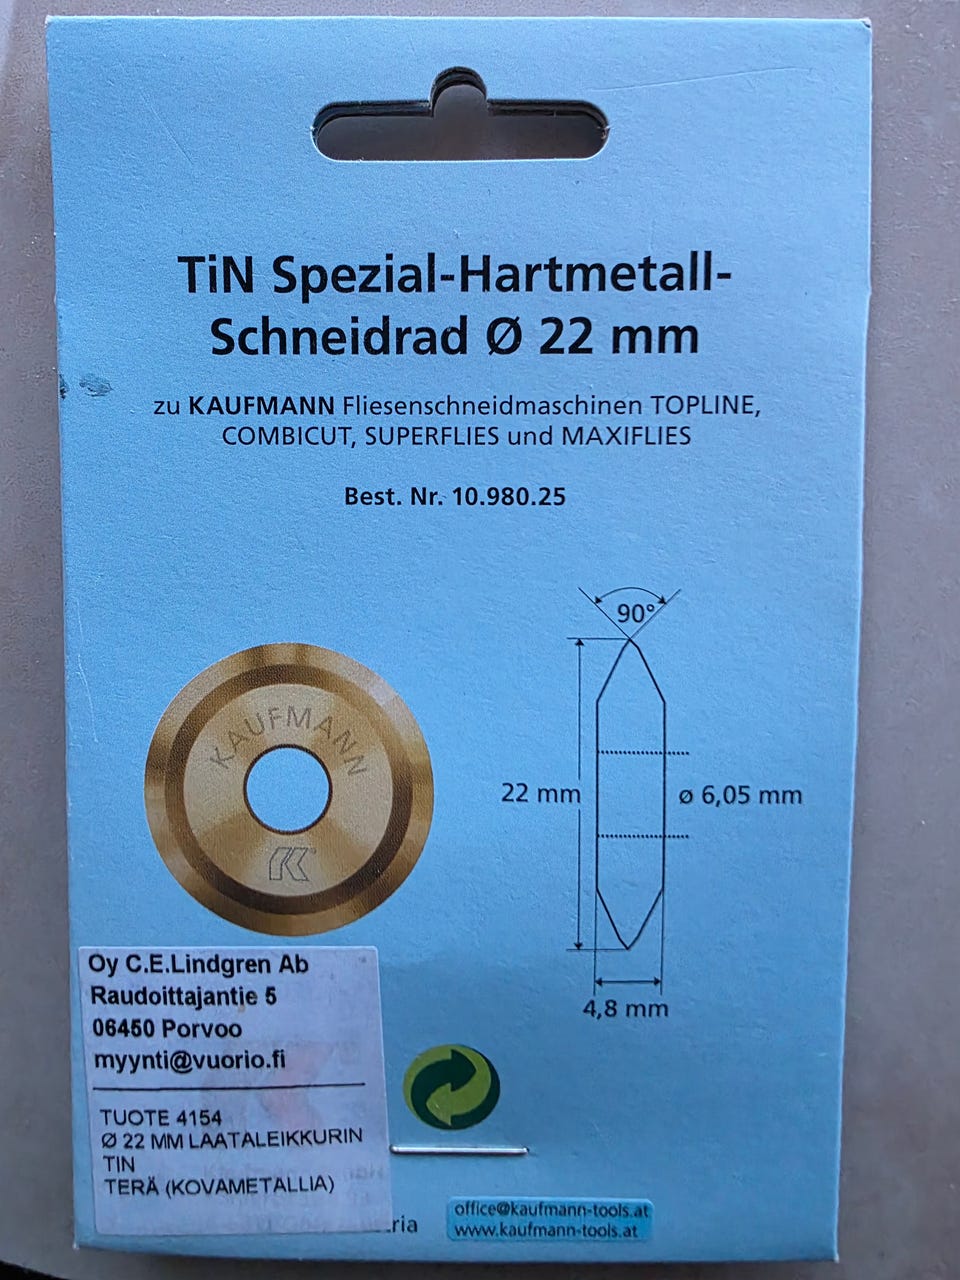 TiN Spezial-Hartmetall-
Schneidrad Ø 22 mm
zu KAUFMANN Fliesenschneidmaschinen TOPLINE,
COMBICUT, SUPERFLIES und MAXIFLIES
Best. Nr. 10.980.25
90°
KAUFMANN
22 mm
ø 6,05 mm
4,8 mm
Oy C.E.Lindgren Ab
Raudoittajantie 5
06450 Porvoo
myynti@vuorio.fi
TUOTE 4154
Ø 22 MM LAATALEIKKURIN
TIN
TERÄ (KOVAMETALLIA)
office@kaufmann-tools.at
www.kaufmann-tools.at